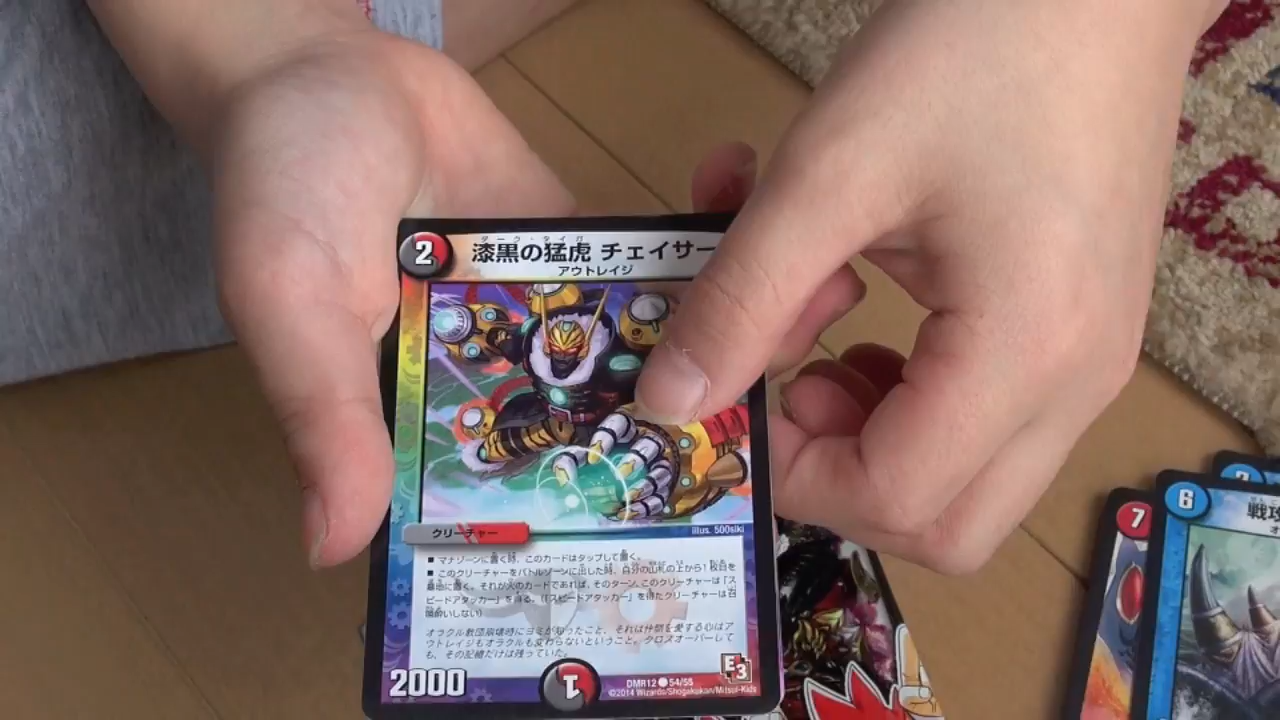 2
ダーク・タイガ
漆黒の猛虎 チェイサー
アウトレイジ
クリーチャー
illus. 500siki
■ マナゾーンに置く時、このカードはタップして置く。
■ このクリーチャーをバトルゾーンに出した時、自分の山札の上から1枚目を
墓地に置く。それが火のカードであれば、そのターン、このクリーチャーは「ス
ピードアタッカー」を得る。(「スピードアタッカー」を得たクリーチャーは召
喚酔いしない)
オラクル教団崩壊時にヨミが知ったこと、それは仲間を愛する心はア
ウトレイジもオラクルも変わらないということ。クロスオーバーして
も、その記憶だけは残っていた。
2000
1
E3
DMR12 ● 54/55
©2014 Wizards/Shogakukan/Mitsui-Kids
7
6
戦攻